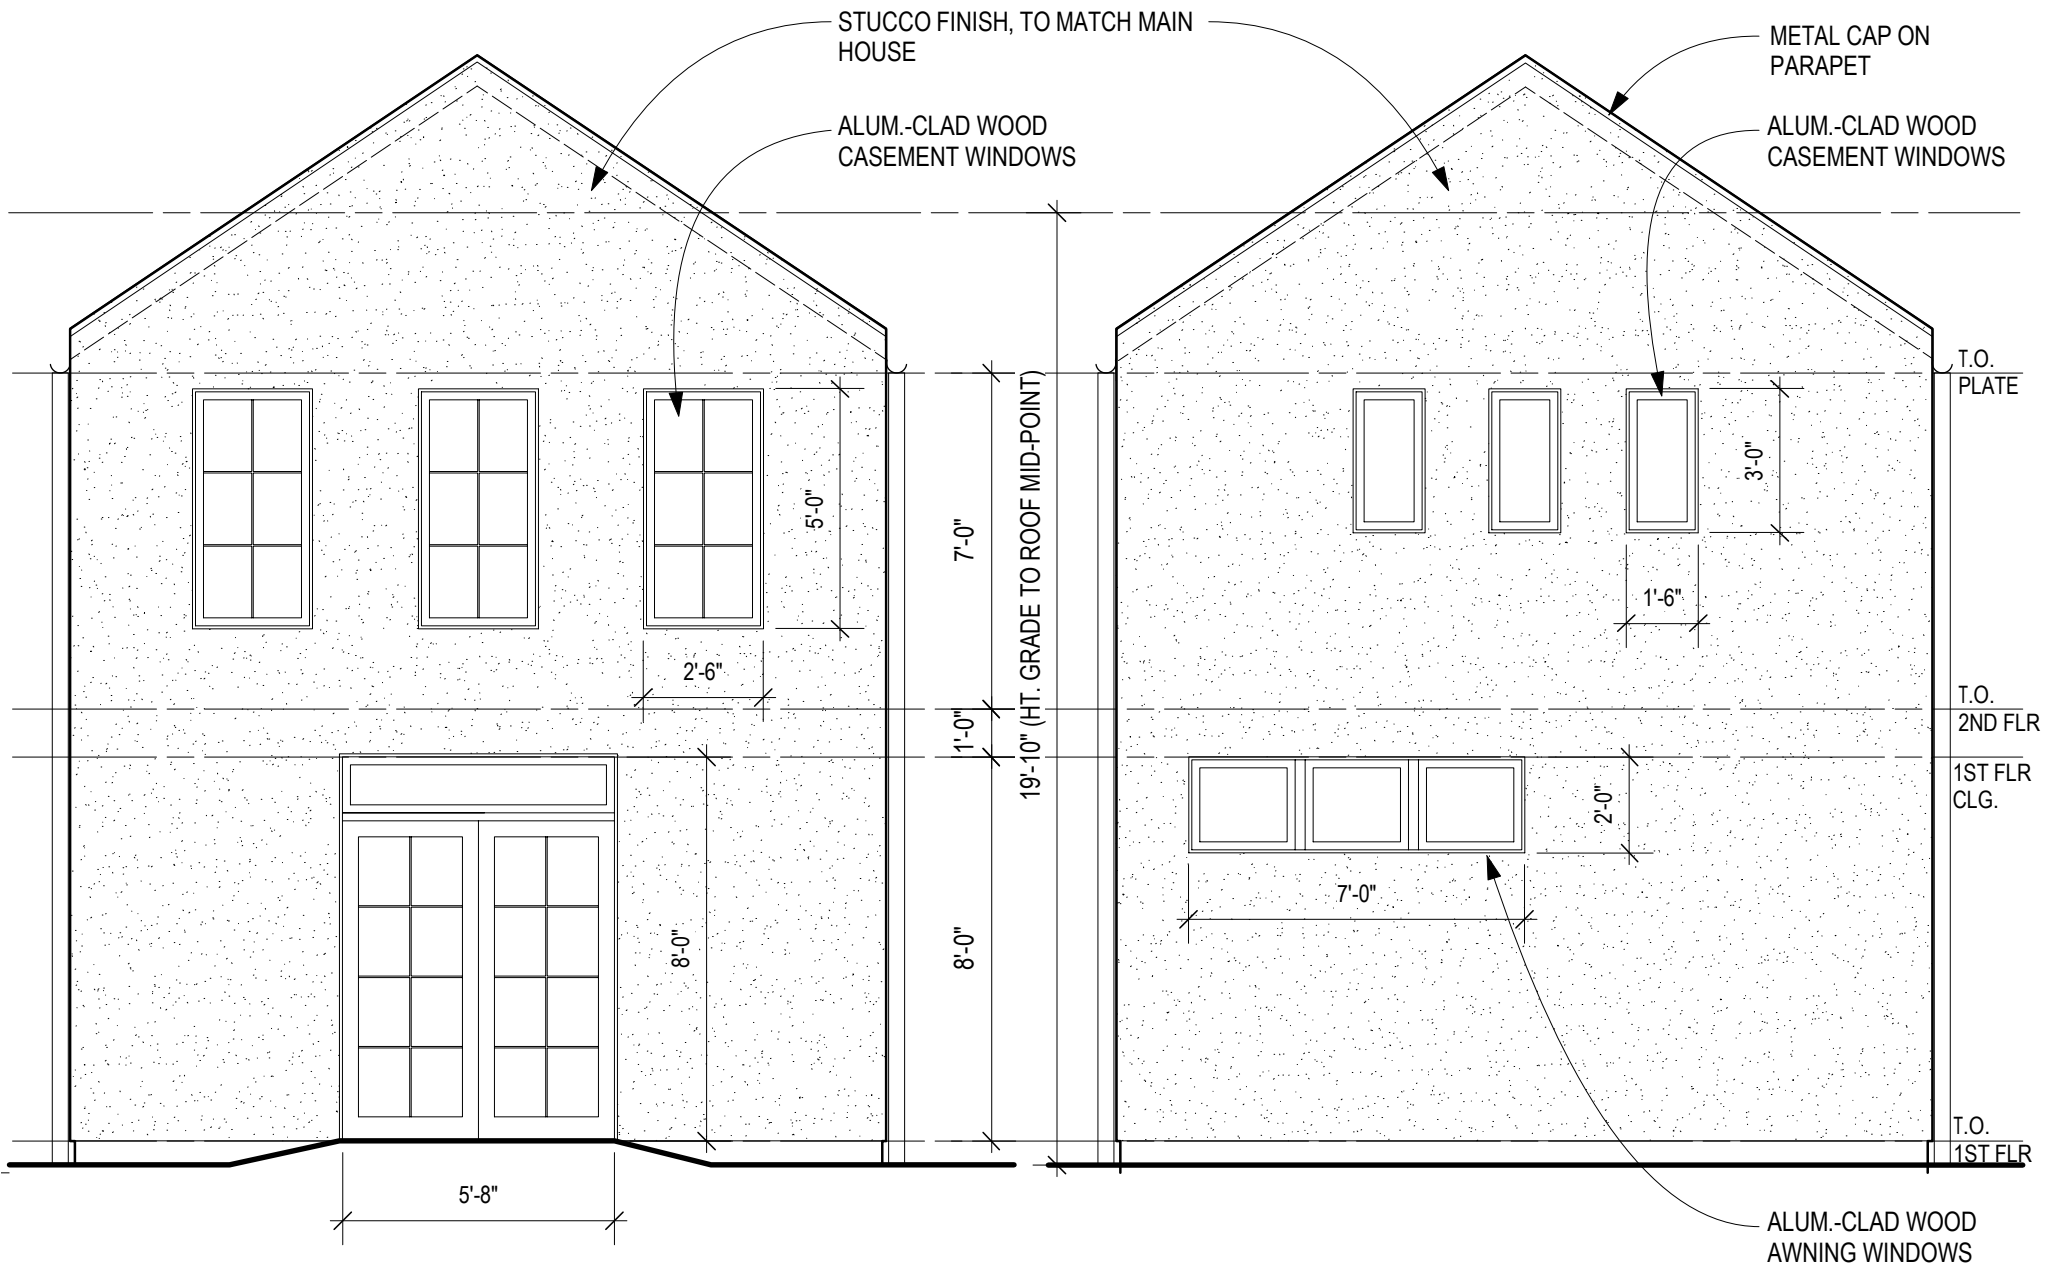 STUCCO FINISH, TO MATCH MAIN
HOUSE
METAL CAP ON
PARAPET
ALUM.-CLAD WOOD
CASEMENT WINDOWS
ALUM.-CLAD WOOD
CASEMENT WINDOWS
T.O.
PLATE
5'-0"
7'-0"
19'-10" (HT. GRADE TO ROOF MID-POINT)
3'-0"
1'-6"
2'-6"
T.O.
2ND FLR
1'-0"
1ST FLR
CLG.
2'-0"
7'-0"
8'-0"
8'-0"
T.O.
1ST FLR
5'-8"
ALUM.-CLAD WOOD
AWNING WINDOWS